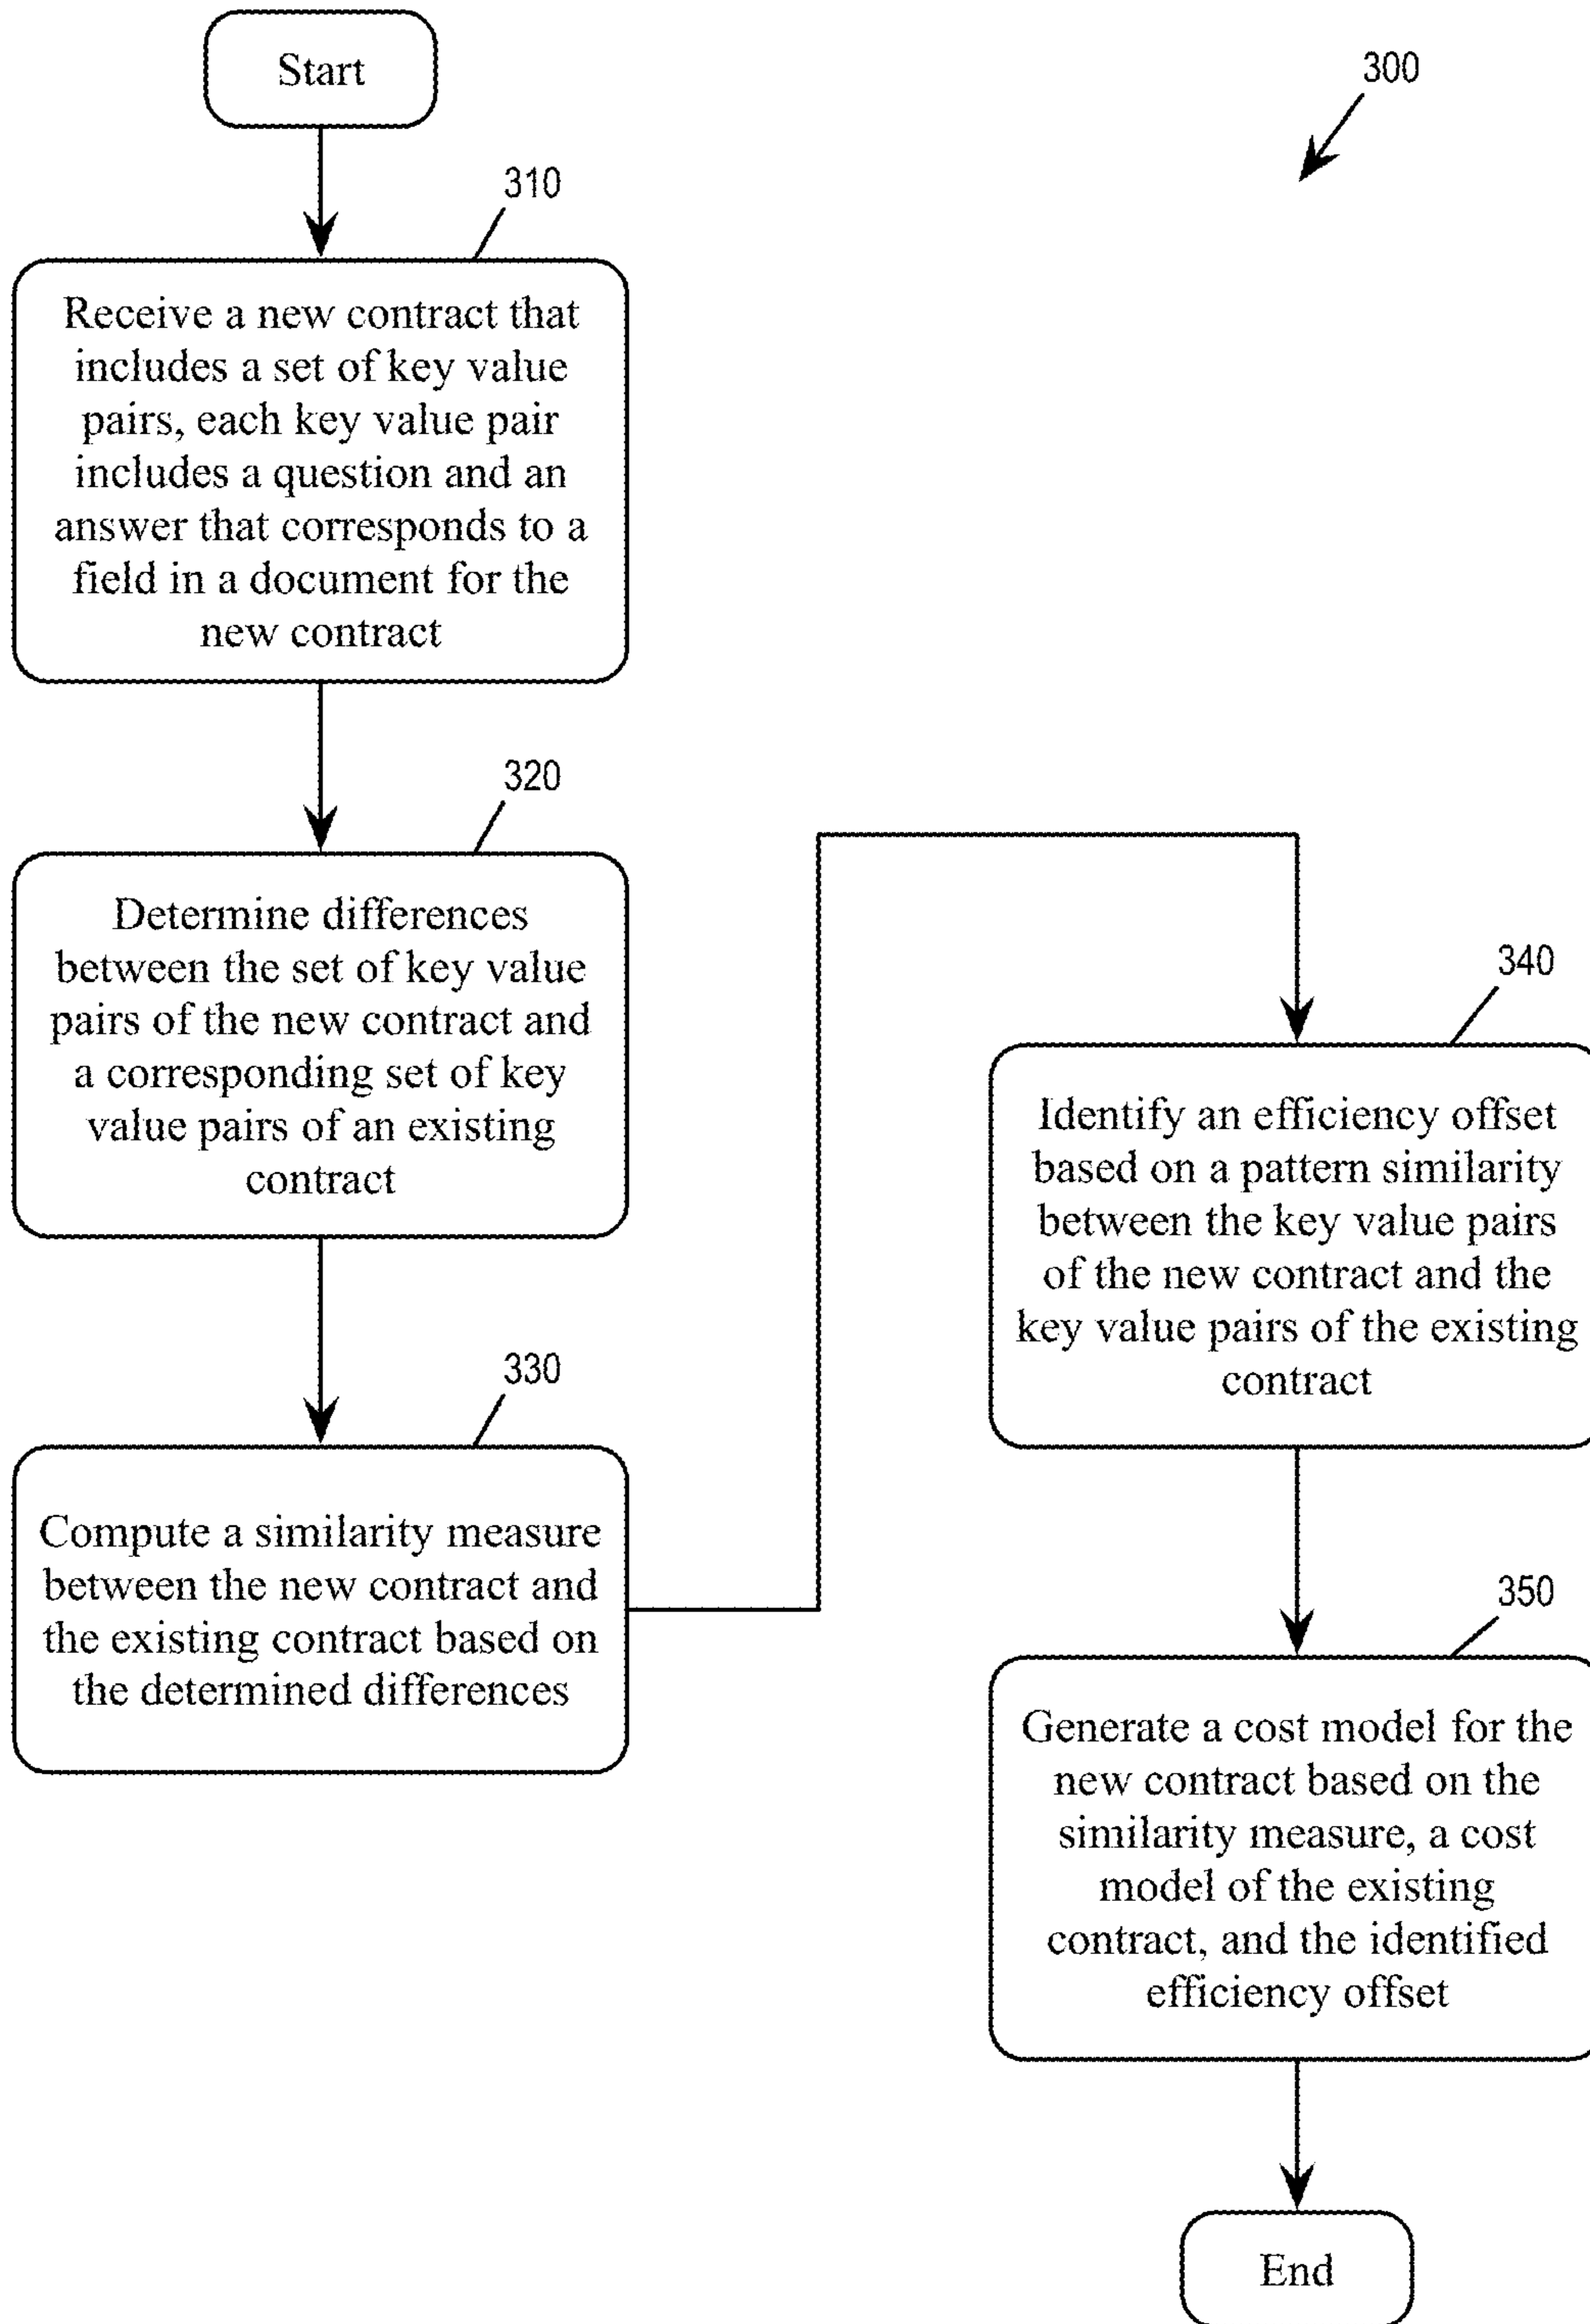 Start
300
310
Receive a new contract that
includes a set of key value
pairs, each key value pair
includes a question and an
answer that corresponds to a
field in a document for the
new contract
320
Determine differences
between the set of key value
pairs of the new contract and
a corresponding set of key
value pairs of an existing
contract
330
Compute a similarity measure
between the new contract and
the existing contract based on
the determined differences
340
Identify an efficiency offset
based on a pattern similarity
between the key value pairs
of the new contract and the
key value pairs of the existing
contract
350
Generate a cost model for the
new contract based on the
similarity measure, a cost
model of the existing
contract, and the identified
efficiency offset
End